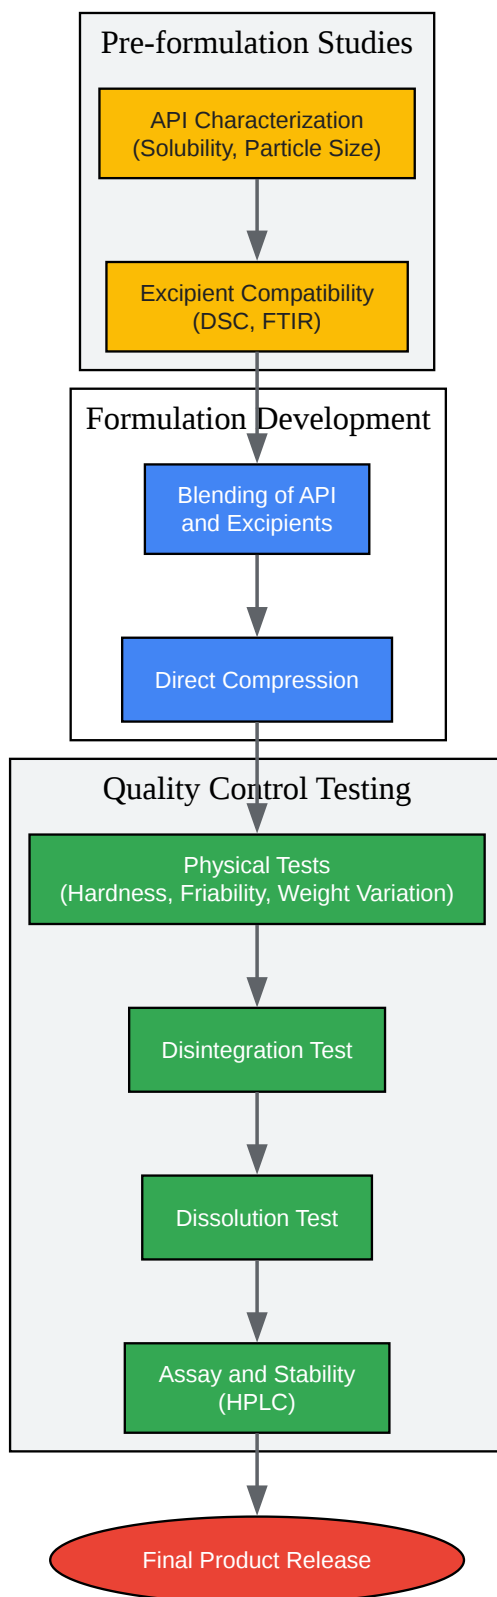 Pre-formulation Studies
API Characterization
(Solubility, Particle Size)
Excipient Compatibility
(DSC, FTIR)
Formulation Development
Blending of API
and Excipients
Direct Compression
Quality Control Testing
Physical Tests
(Hardness, Friability, Weight Variation)
Disintegration Test
Dissolution Test
Assay and Stability
(HPLC)
Final Product Release